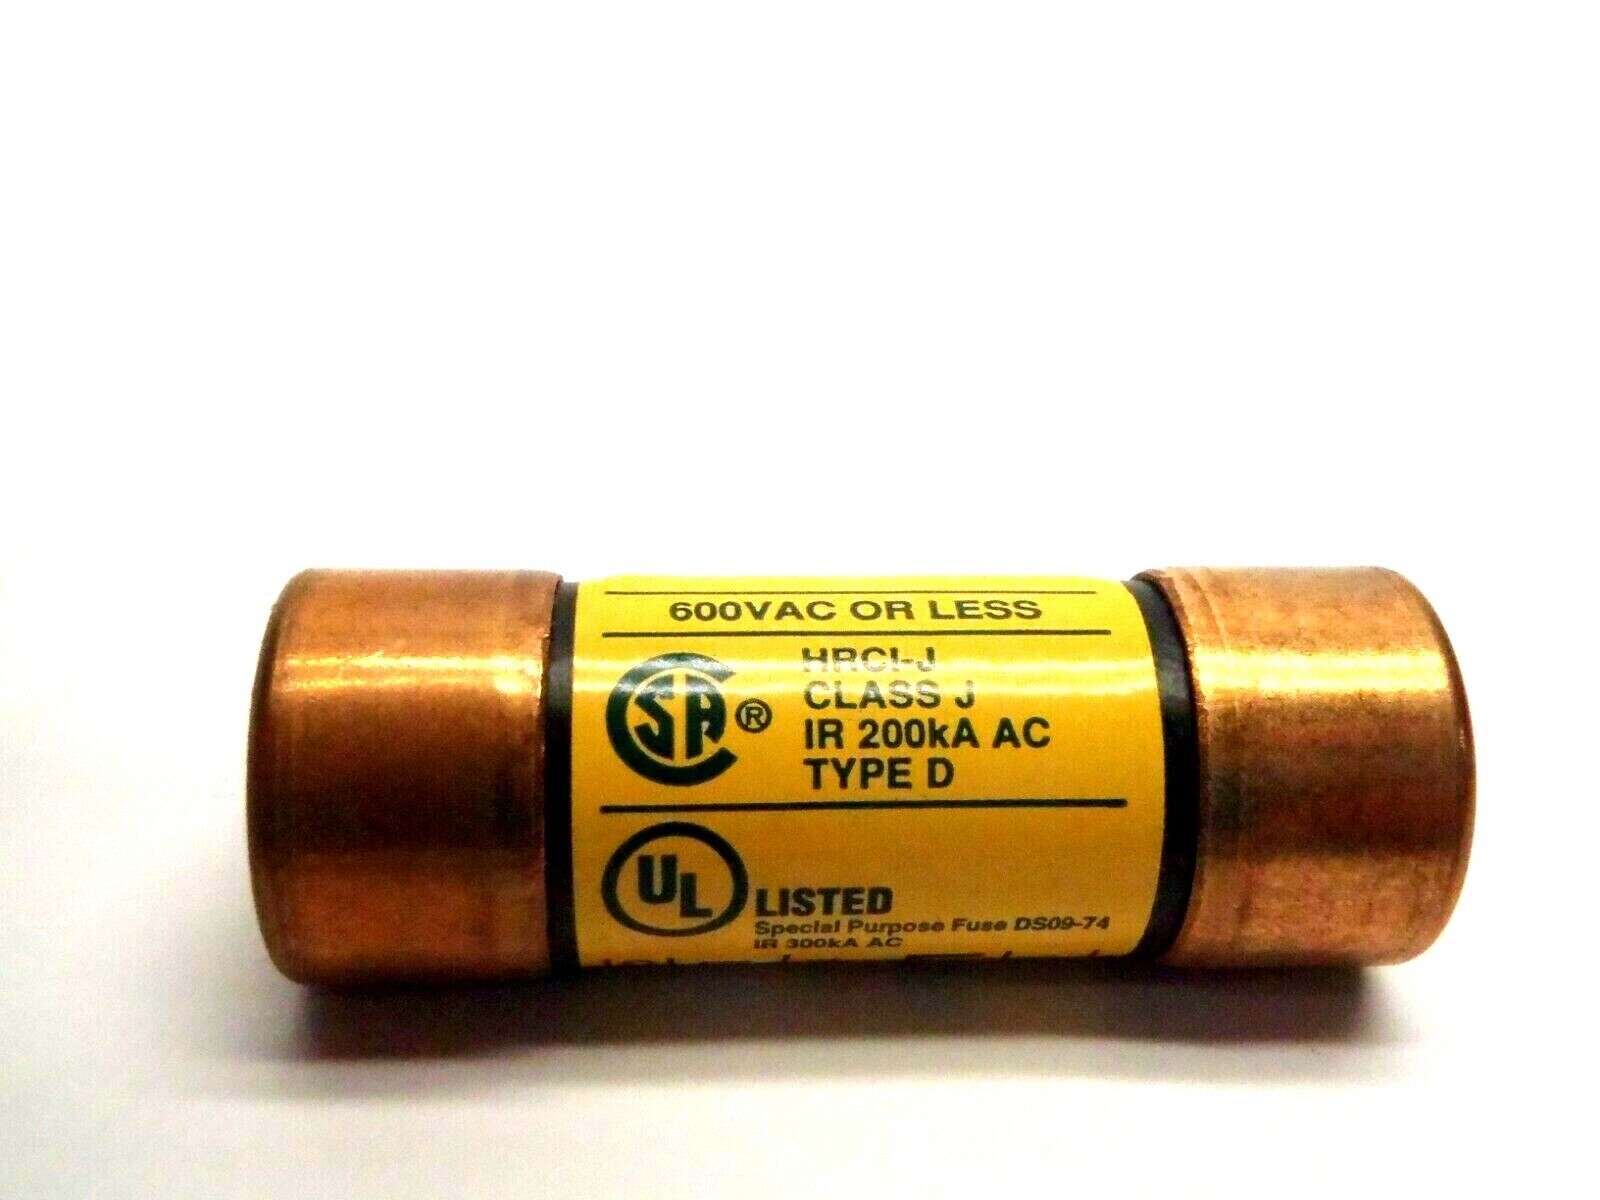 600VAC OR LESS
CSA ®
HRCI-J
CLASS J
IR 200kA AC
TYPE D
UL LISTED
Special Purpose Fuse DS09-74
IR 300kA AC